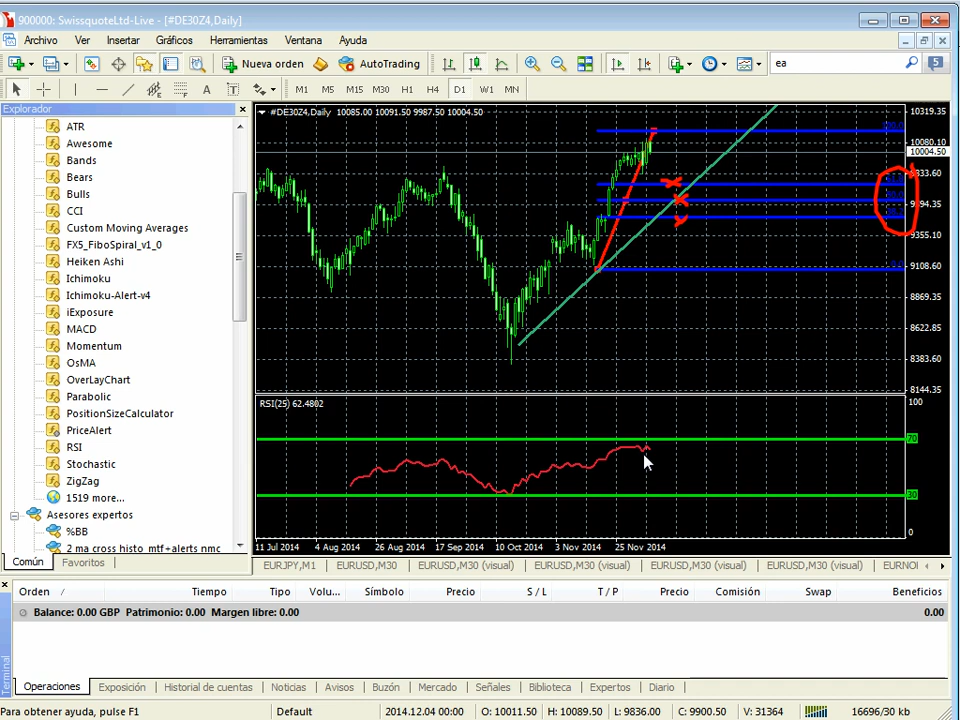 900000: SwissquoteLtd-Live - [#DE30Z4,Daily]
Archivo Ver Insertar Gráficos Herramientas Ventana Ayuda
Nueva orden AutoTrading ea 5
A T M1 M5 M15 M30 H1 H4 D1 W1 MN
Explorador
ATR
Awesome
Bands
Bears
Bulls
CCI
Custom Moving Averages
FX5_FiboSpiral_v1_0
Heiken Ashi
Ichimoku
Ichimoku-Alert-v4
iExposure
MACD
Momentum
OsMA
OverLayChart
Parabolic
PositionSizeCalculator
PriceAlert
RSI
Stochastic
ZigZag
1519 more...
Asesores expertos
%BB
2 ma cross histo mtf+alerts nmc
Común Favoritos
#DE30Z4,Daily 10085.00 10091.50 9987.50 10004.50
10319.35
10080.10
10004.50
9833.60
9594.35
9355.10
9108.60
8869.35
8622.85
8383.60
8144.35
RSI(25) 62.4802
100
70
30
0
11 Jul 2014 4 Aug 2014 26 Aug 2014 17 Sep 2014 10 Oct 2014 3 Nov 2014 25 Nov 2014
EURJPY,M1 EURUSD,M30 EURUSD,M30 (visual) EURUSD,M30 (visual) EURUSD,M30 (visual) EURUSD,M30 (visual) EURNO
Orden / Tiempo Tipo Volu... Símbolo Precio S / L T / P Precio Comisión Swap Beneficios
Balance: 0.00 GBP Patrimonio: 0.00 Margen libre: 0.00 0.00
Terminal
Operaciones Exposición Historial de cuentas Noticias Avisos Buzón Mercado Señales Biblioteca Expertos Diario
Para obtener ayuda, pulse F1 Default 2014.12.04 00:00 O: 10011.50 H: 10089.50 L: 9836.00 C: 9900.50 V: 31364 16696/30 kb